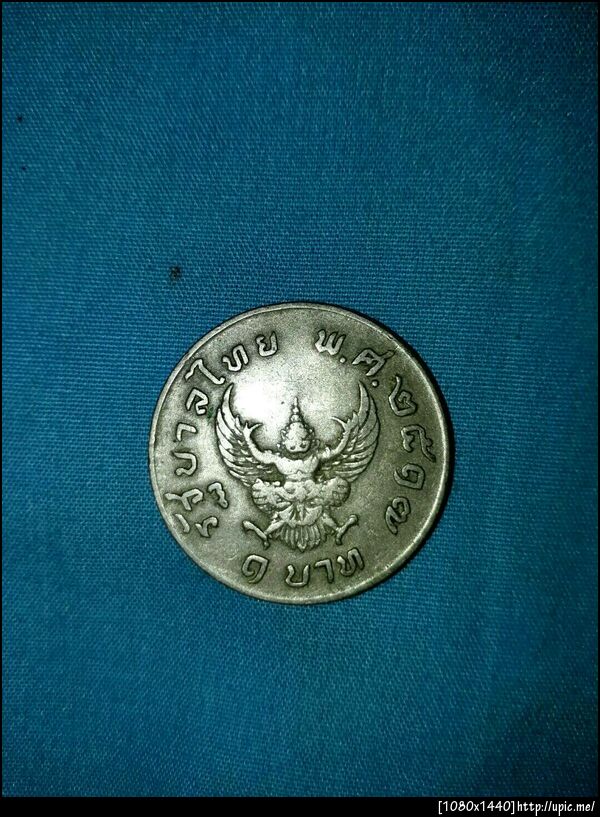 รัฐบาลไทย พ.ศ.๒๕๑๗
๑ บาท
[1080x1440]http://upic.me/